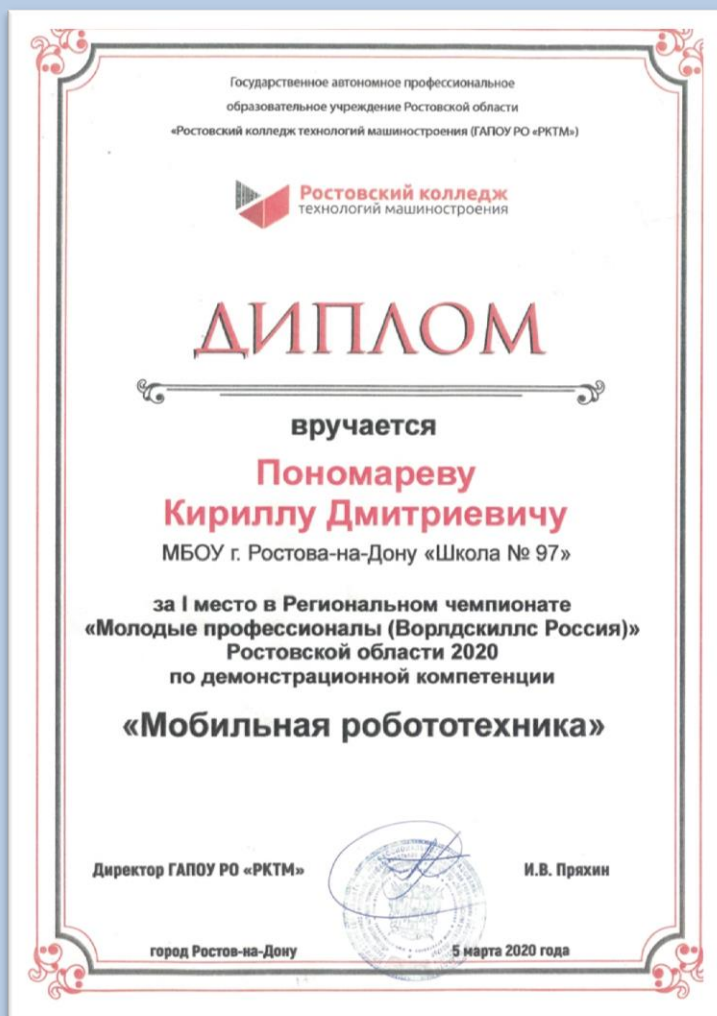 Государственное автономное профессиональное
образовательное учреждение Ростовской области
«Ростовский колледж технологий машиностроения (ГАПОУ РО «РКТМ»)
Ростовский колледж
технологий машиностроения
ДИПЛОМ
вручается
Пономареву
Кириллу Дмитриевичу
МБОУ г. Ростова-на-Дону «Школа № 97»
за I место в Региональном чемпионате
«Молодые профессионалы (Ворлдскиллс Россия)»
Ростовской области 2020
по демонстрационной компетенции
«Мобильная робототехника»
Директор ГАПОУ РО «РКТМ» И.В. Пряхин
город Ростов-на-Дону 5 марта 2020 года